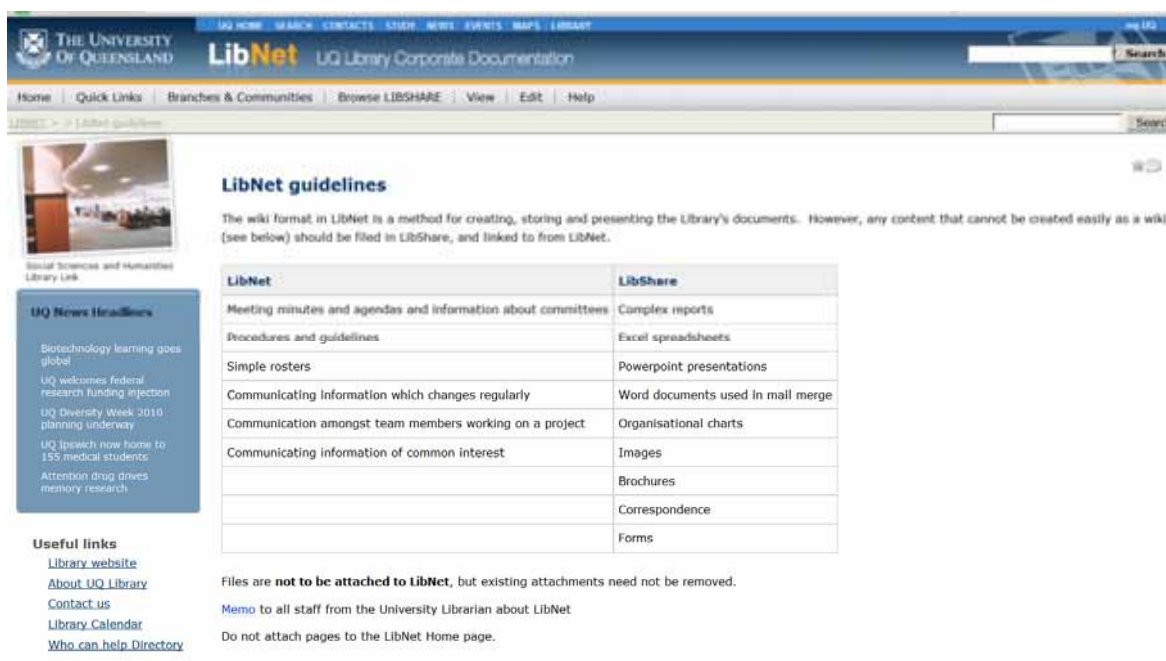 UQ HOME SEARCH CONTACTS STUDY NEWS EVENTS MAPS LIBRARY
my.UQ
THE UNIVERSITY
OF QUEENSLAND
LibNet UQ Library Corporate Documentation
Search
Home | Quick Links | Branches & Communities | Browse LIBSHARE | View | Edit | Help
LIBNET > > LibNet guidelines
Searc
LibNet guidelines
The wiki format in LibNet is a method for creating, storing and presenting the Library's documents. However, any content that cannot be created easily as a wiki
(see below) should be filed in LibShare, and linked to from LibNet.
Social Sciences and Humanities
Library Link
UQ News Headlines
Biotechnology learning goes
global
UQ welcomes federal
research funding injection
UQ Diversity Week 2010
planning underway
UQ Ipswich now home to
155 medical students
Attention drug drives
memory research
LibNet LibShare
Meeting minutes and agendas and information about committees Complex reports
Procedures and guidelines Excel spreadsheets
Simple rosters Powerpoint presentations
Communicating information which changes regularly Word documents used in mail merge
Communication amongst team members working on a project Organisational charts
Communicating information of common interest Images
Brochures
Correspondence
Forms
Useful links
Library website
About UQ Library
Contact us
Library Calendar
Who can help Directory
Files are not to be attached to LibNet, but existing attachments need not be removed.
Memo to all staff from the University Librarian about LibNet
Do not attach pages to the LibNet Home page.